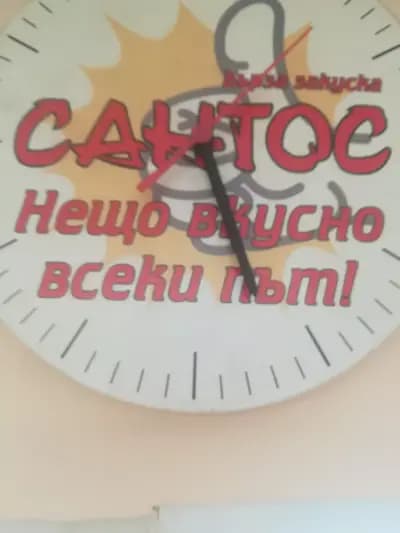 Бърза закуска
САНТОС
Нещо вкусно
всеки път!